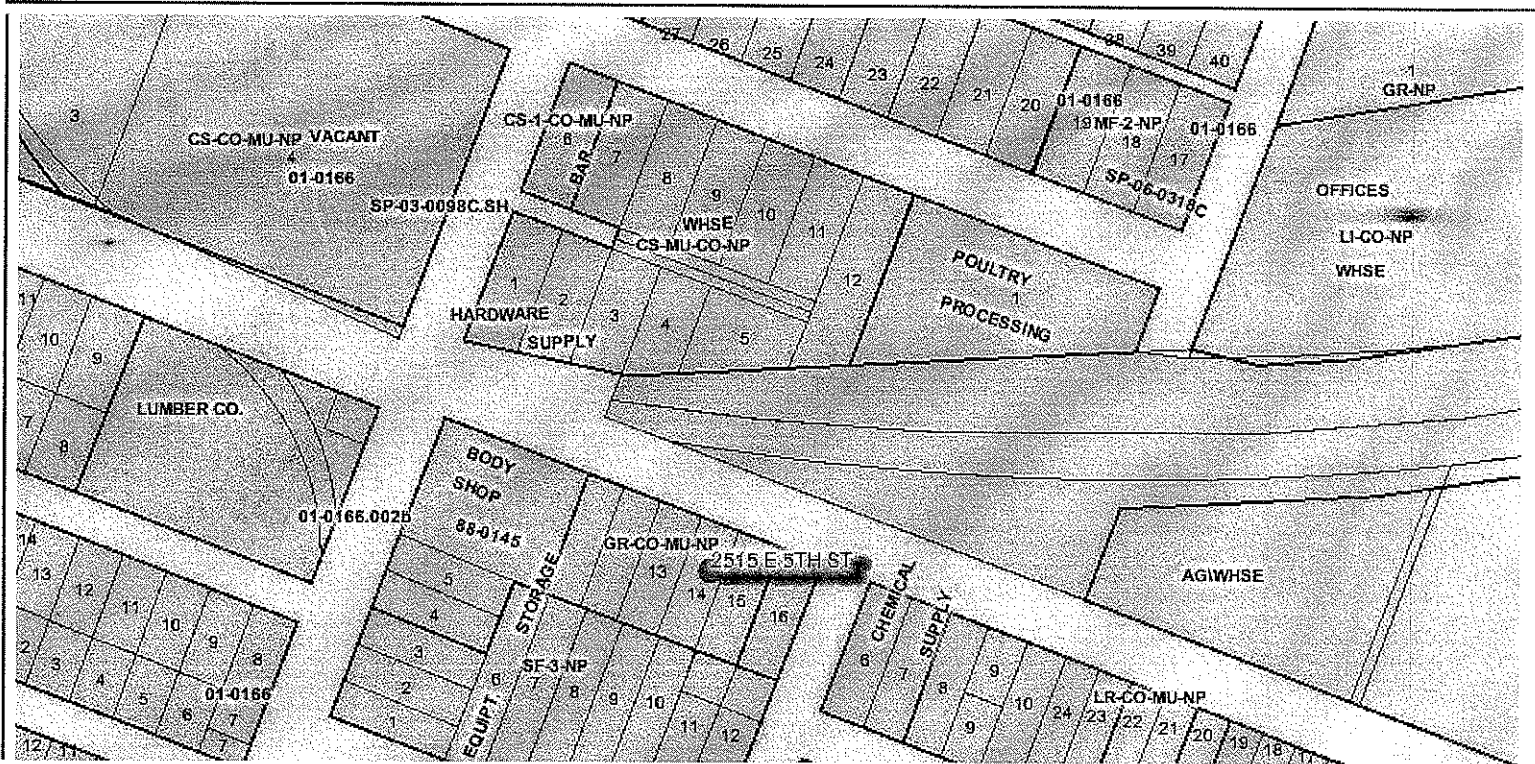 27 26 25 24 23 22 21 20
38 39 40
1
GR-NP
3
CS-CO-MU-NP VACANT
4
01-0166
CS-1-CO-MU-NP
6
BAR
7
01-0166
19 MF-2-NP
18
17
01-0166
SP-06-0318C
OFFICES
LI-CO-NP
WHSE
SP-03-0098C.SH
8 9 10 11 12
WHSE
CS-MU-CO-NP
POULTRY
1
PROCESSING
1 2 3 4 5
HARDWARE
SUPPLY
11 10 9
7 8
LUMBER CO.
01-0166.002b
BODY
SHOP
88-0145
5
4
3
2
1
EQUIPT. STORAGE
GR-CO-MU-NP
13 14 15 16
2515 E 5TH ST
SF-3-NP
6 7 8 9 10 11 12
CHEMICAL
SUPPLY
6 7 8 9 9 10 24 23 22 21 20 19 18 17
LR-CO-MU-NP
AG\WHSE
14 13 12 11 10 9 8
2 3 4 5 6 7 7
01-0166
12 11